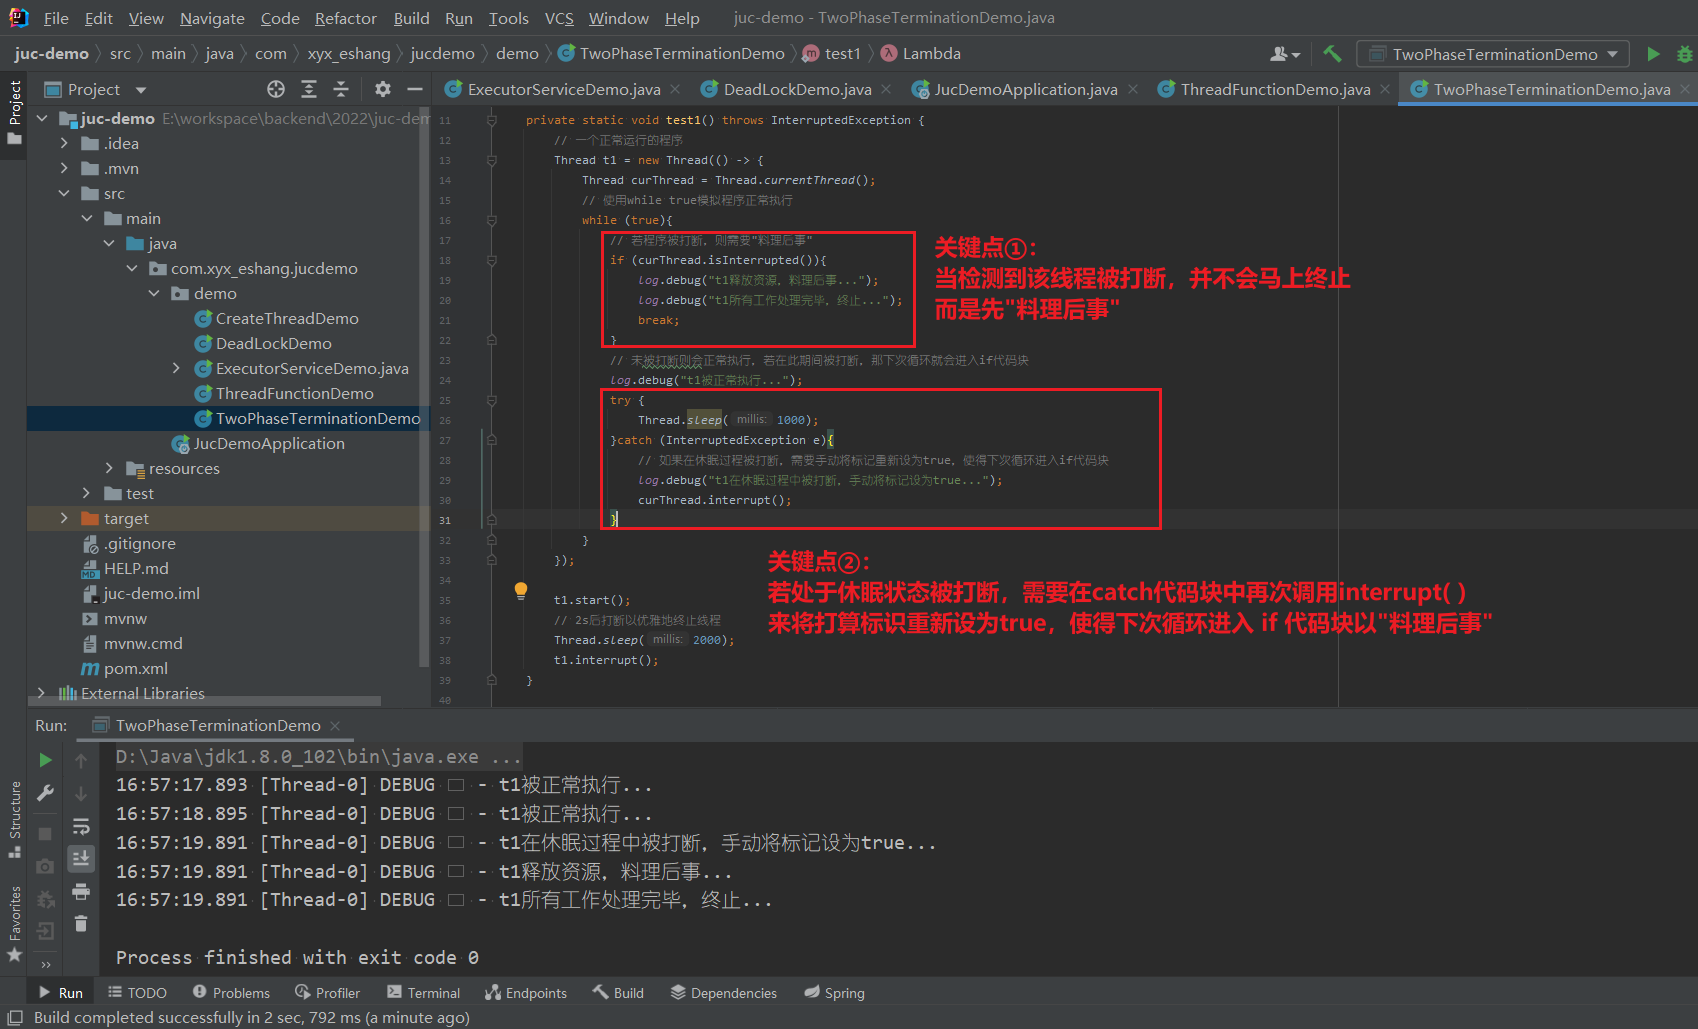 File Edit View Navigate Code Refactor Build Run Tools VCS Window Help juc-demo - TwoPhaseTerminationDemo.java
juc-demo src main java com xyx_eshang jucdemo demo TwoPhaseTerminationDemo test1 Lambda TwoPhaseTerminationDemo
Project
Project
ExecutorServiceDemo.java DeadLockDemo.java JucDemoApplication.java ThreadFunctionDemo.java TwoPhaseTerminationDemo.java
juc-demo E:\workspace\backend\2022\juc-dem
.idea
.mvn
src
main
java
com.xyx_eshang.jucdemo
demo
CreateThreadDemo
DeadLockDemo
ExecutorServiceDemo.java
ThreadFunctionDemo
TwoPhaseTerminationDemo
JucDemoApplication
resources
test
target
.gitignore
HELP.md
juc-demo.iml
mvnw
mvnw.cmd
pom.xml
External Libraries
11 private static void test1() throws InterruptedException {
12 // 一个正常运行的程序
13 Thread t1 = new Thread(() -> {
14 Thread curThread = Thread.currentThread();
15 // 使用while true模拟程序正常执行
16 while (true){
17 // 若程序被打断，则需要"料理后事"
18 if (curThread.isInterrupted()){
19 log.debug("t1释放资源，料理后事...");
20 log.debug("t1所有工作处理完毕，终止...");
21 break;
22 }
23 // 未被打断则会正常执行，若在此期间被打断，那下次循环就会进入if代码块
24 log.debug("t1被正常执行...");
25 try {
26 Thread.sleep( millis: 1000);
27 }catch (InterruptedException e){
28 // 如果在休眠过程被打断，需要手动将标记重新设为true，使得下次循环进入if代码块
29 log.debug("t1在休眠过程中被打断，手动将标记设为true...");
30 curThread.interrupt();
31 }
32 }
33 });
34
35 t1.start();
36 // 2s后打断以优雅地终止线程
37 Thread.sleep( millis: 2000);
38 t1.interrupt();
39 }
40
关键点①：
当检测到该线程被打断，并不会马上终止
而是先"料理后事"
关键点②：
若处于休眠状态被打断，需要在catch代码块中再次调用interrupt( )
来将打算标识重新设为true，使得下次循环进入 if 代码块以"料理后事"
Run: TwoPhaseTerminationDemo
D:\Java\jdk1.8.0_102\bin\java.exe ...
16:57:17.893 [Thread-0] DEBUG - t1被正常执行...
16:57:18.895 [Thread-0] DEBUG - t1被正常执行...
16:57:19.891 [Thread-0] DEBUG - t1在休眠过程中被打断，手动将标记设为true...
16:57:19.891 [Thread-0] DEBUG - t1释放资源，料理后事...
16:57:19.891 [Thread-0] DEBUG - t1所有工作处理完毕，终止...
Process finished with exit code 0
Structure
Favorites
Run TODO Problems Profiler Terminal Endpoints Build Dependencies Spring
Build completed successfully in 2 sec, 792 ms (a minute ago)